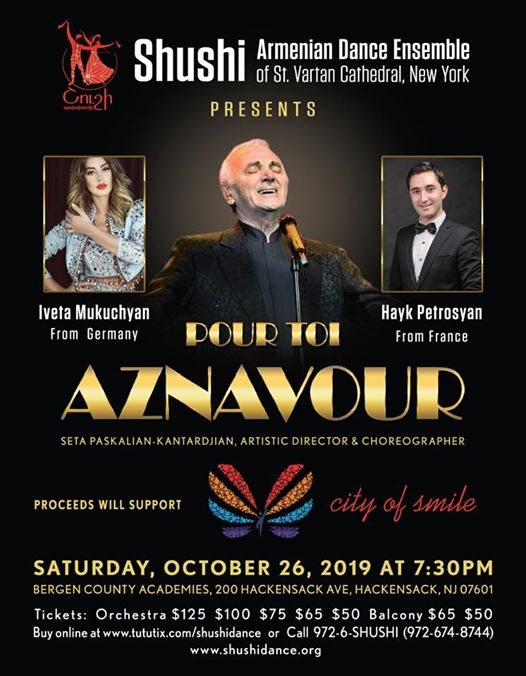 Shushi Armenian Dance Ensemble
of St. Vartan Cathedral, New York
Շուշի
PRESENTS
Iveta Mukuchyan
From Germany
Hayk Petrosyan
From France
POUR TOI
AZNAVOUR
SETA PASKALIAN-KANTARDJIAN, ARTISTIC DIRECTOR & CHOREOGRAPHER
PROCEEDS WILL SUPPORT
city of smile
SATURDAY, OCTOBER 26, 2019 AT 7:30PM
BERGEN COUNTY ACADEMIES, 200 HACKENSACK AVE, HACKENSACK, NJ 07601
Tickets: Orchestra $125 $100 $75 $65 $50 Balcony $65 $50
Buy online at www.tututix.com/shushidance or Call 972-6-SHUSHI (972-674-8744)
www.shushidance.org